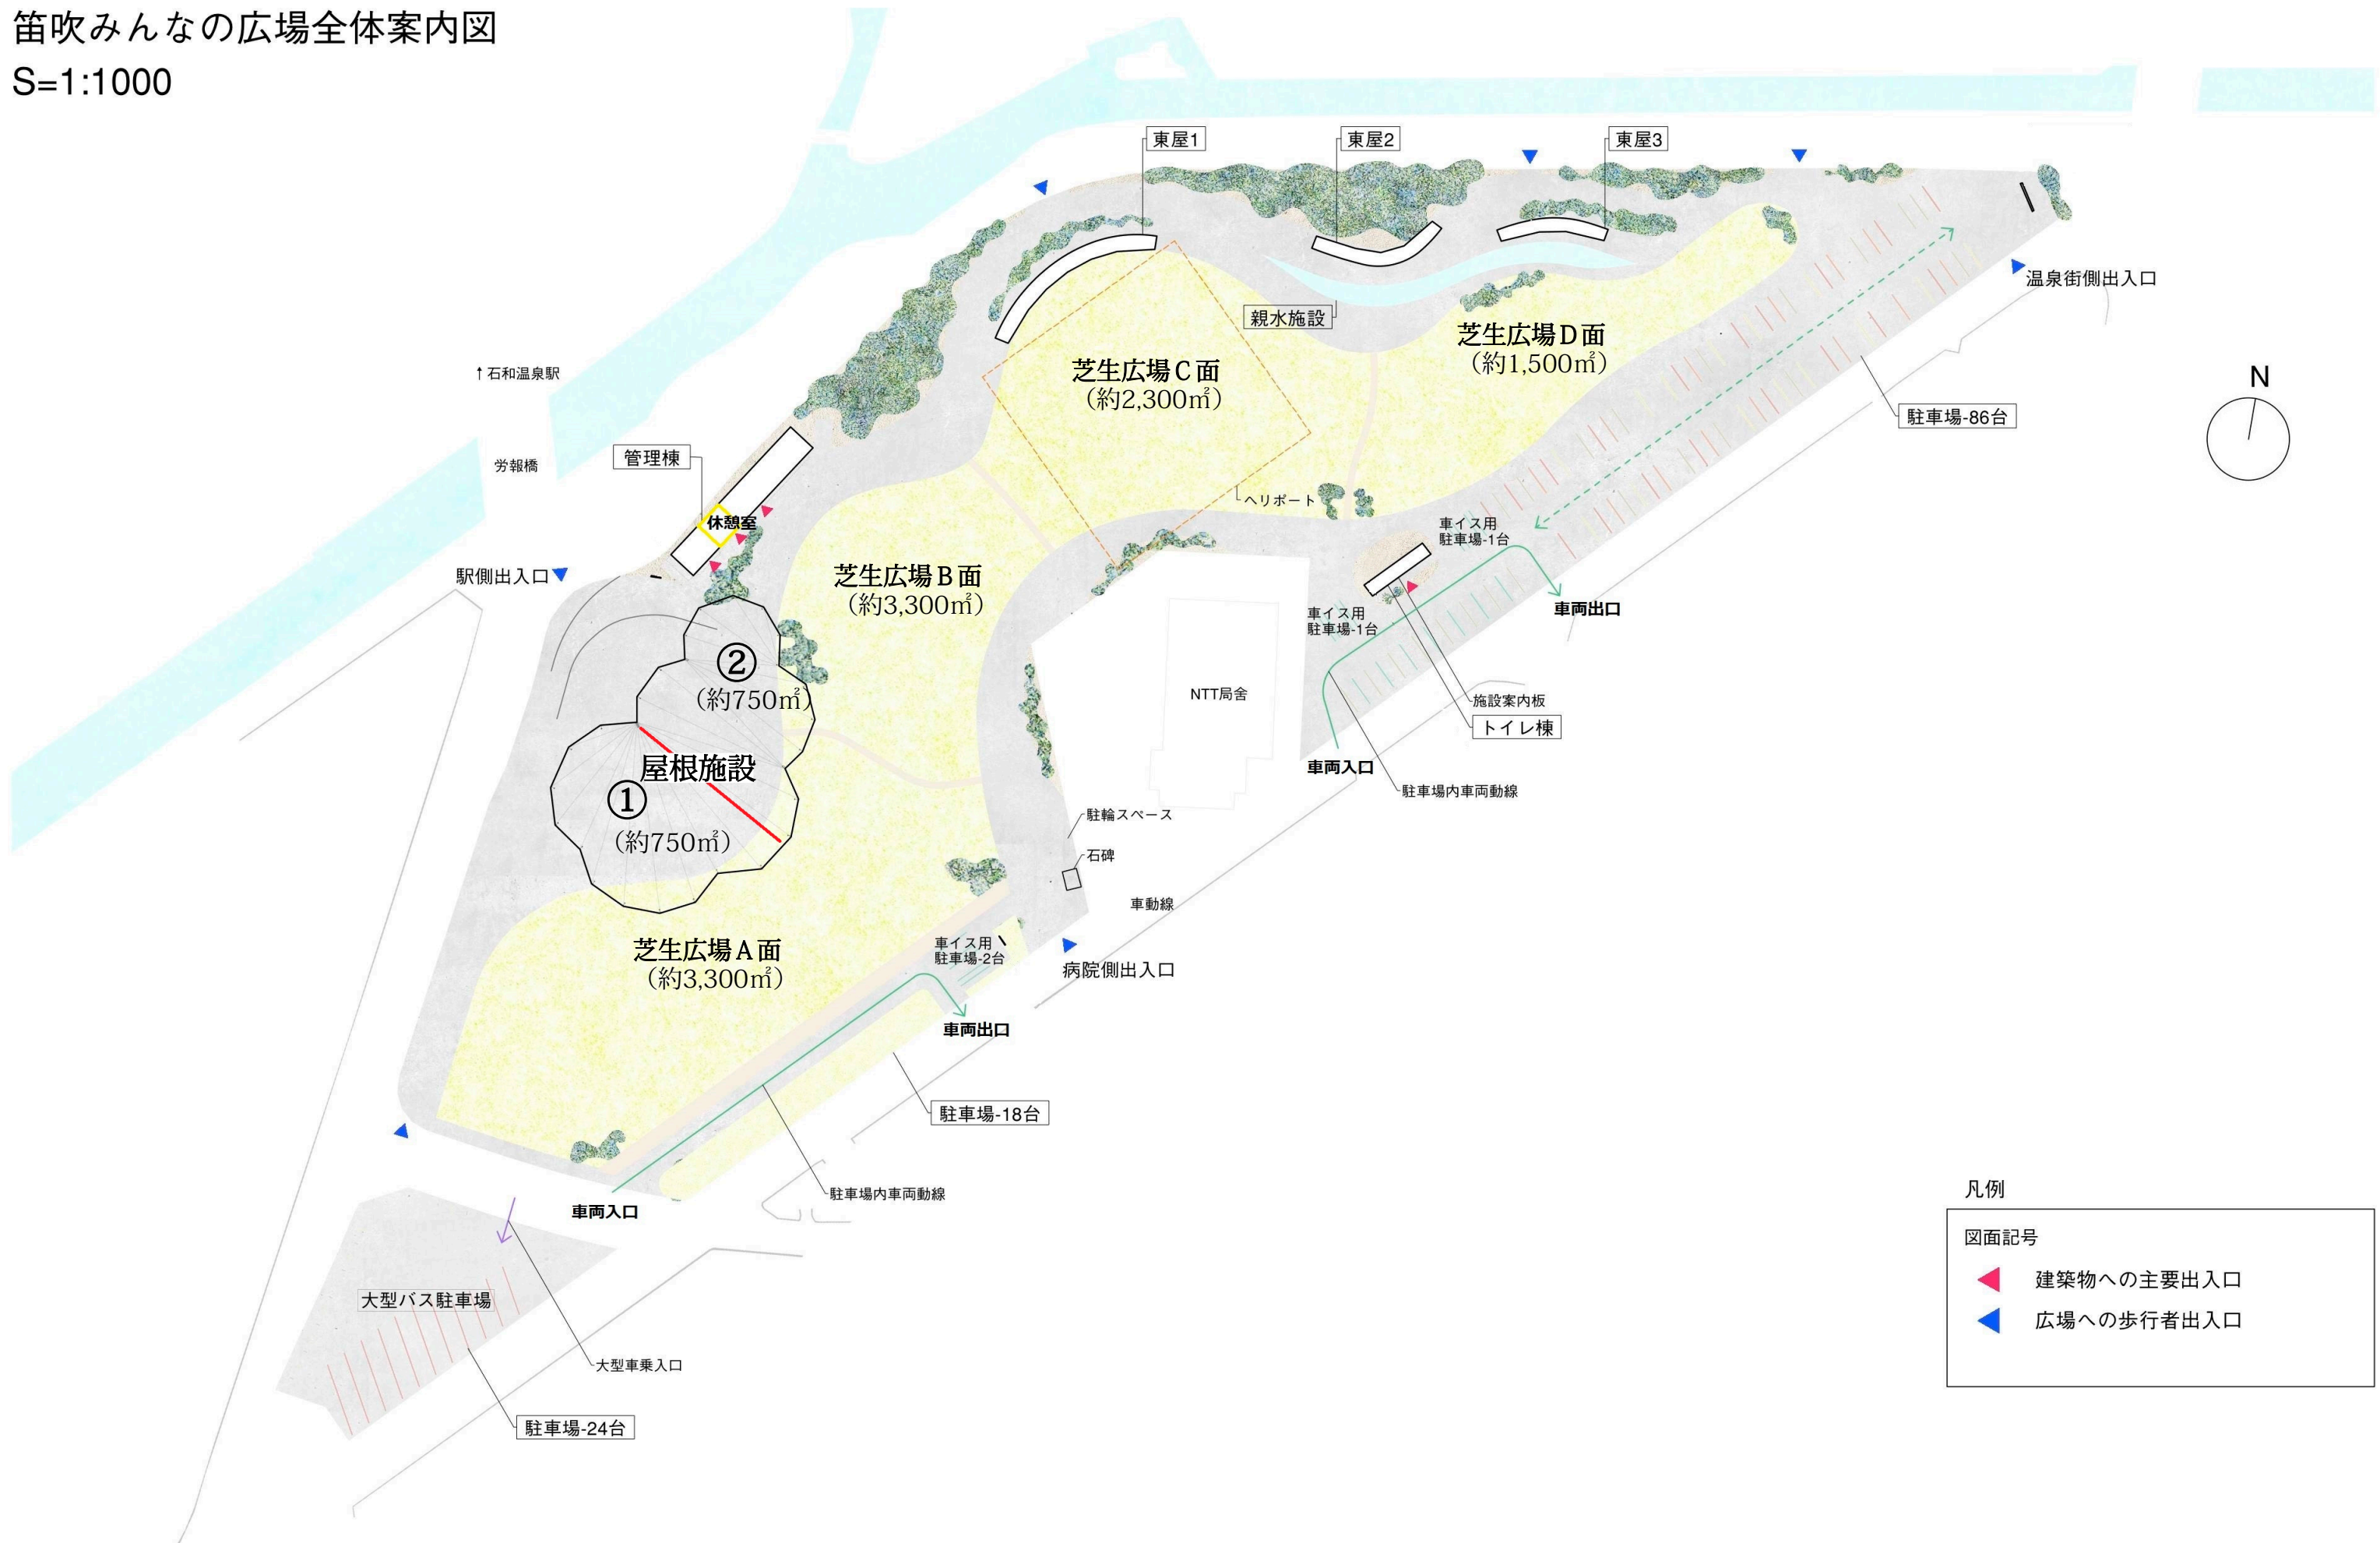 笛吹みんなの広場全体案内図
S=1:1000
東屋1
東屋2
東屋3
温泉街側出入口
親水施設
芝生広場D面
（約1,500㎡）
芝生広場C面
（約2,300㎡）
↑石和温泉駅
N
駐車場-86台
管理棟
労報橋
ヘリポート
休憩室
車イス用
駐車場-1台
駅側出入口
芝生広場B面
（約3,300㎡）
車両出口
車イス用
駐車場-1台
②
（約750㎡）
NTT局舎
施設案内板
トイレ棟
屋根施設
車両入口
①
駐車場内車両動線
（約750㎡）
駐輪スペース
石碑
車動線
芝生広場A面
（約3,300㎡）
車イス用
駐車場-2台
病院側出入口
車両出口
駐車場-18台
駐車場内車両動線
車両入口
大型バス駐車場
大型車乗入口
駐車場-24台
凡例
図面記号
建築物への主要出入口
広場への歩行者出入口